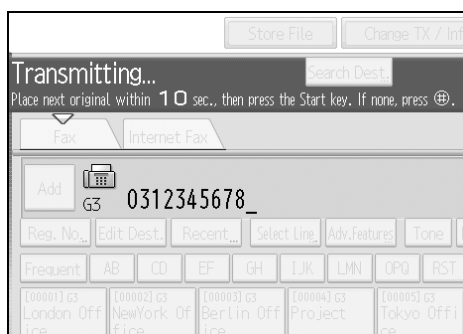 Store File Change TX / Inf
Transmitting...
Search Dest.
Place next original within 10 sec., then press the Start key. If none, press ⊕.
Fax Internet Fax
Add G3 0312345678_
Reg. No. Edit Dest. Recent Select Line Adv.Features Tone
Frequent AB CD EF GH IJK LMN OPQ RST
[00001] G3 [00002] G3 [00003] G3 [00004] G3 [00005] G3
London Off NewYork Of Berlin Off Project Tokyo Offi
ice fice ice ce